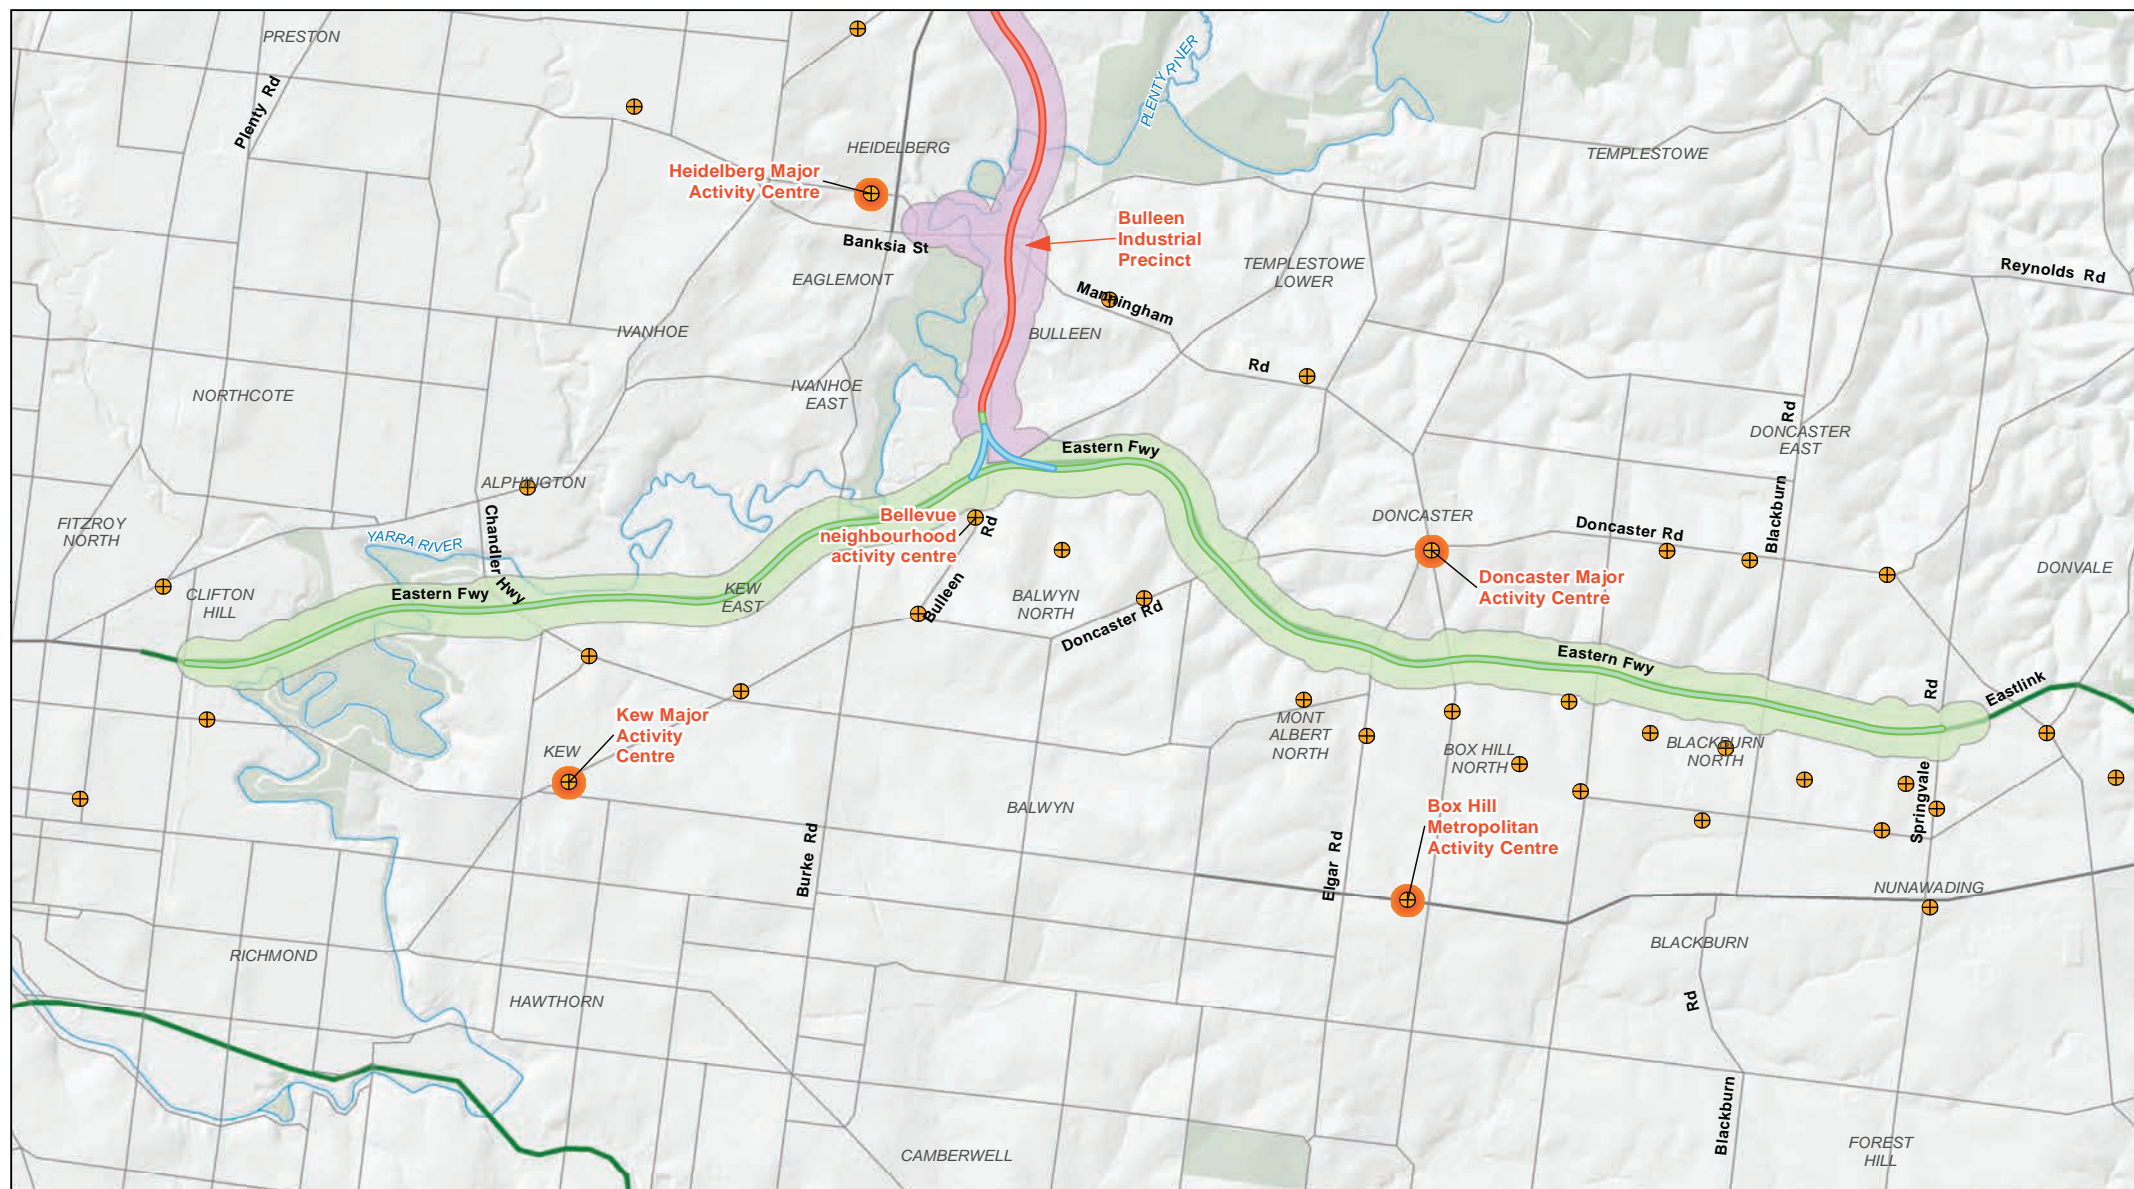 PRESTON
Plenty Rd
PLENTY RIVER
HEIDELBERG
TEMPLESTOWE
Heidelberg Major
Activity Centre
Bulleen
Industrial
Precinct
Banksia St
EAGLEMONT
TEMPLESTOWE
LOWER
Reynolds Rd
Manningham
Rd
IVANHOE
BULLEEN
IVANHOE
EAST
NORTHCOTE
Rd
Blackburn
DONCASTER
EAST
Eastern Fwy
ALPHINGTON
FITZROY
NORTH
Chandler Hwy
YARRA RIVER
Bellevue
neighbourhood
activity centre
Rd
Bulleen
DONCASTER
Doncaster Rd
DONVALE
Doncaster Major
Activity Centre
CLIFTON
HILL
Eastern Fwy
KEW
EAST
BALWYN
NORTH
Doncaster Rd
Eastern Fwy
Rd
Springvale
Eastlink
Kew Major
Activity
Centre
KEW
MONT
ALBERT
NORTH
BOX HILL
NORTH
BLACKBURN
NORTH
BALWYN
Box Hill
Metropolitan
Activity Centre
Burke Rd
Elgar Rd
NUNAWADING
RICHMOND
BLACKBURN
HAWTHORN
Rd
Blackburn
CAMBERWELL
FOREST
HILL